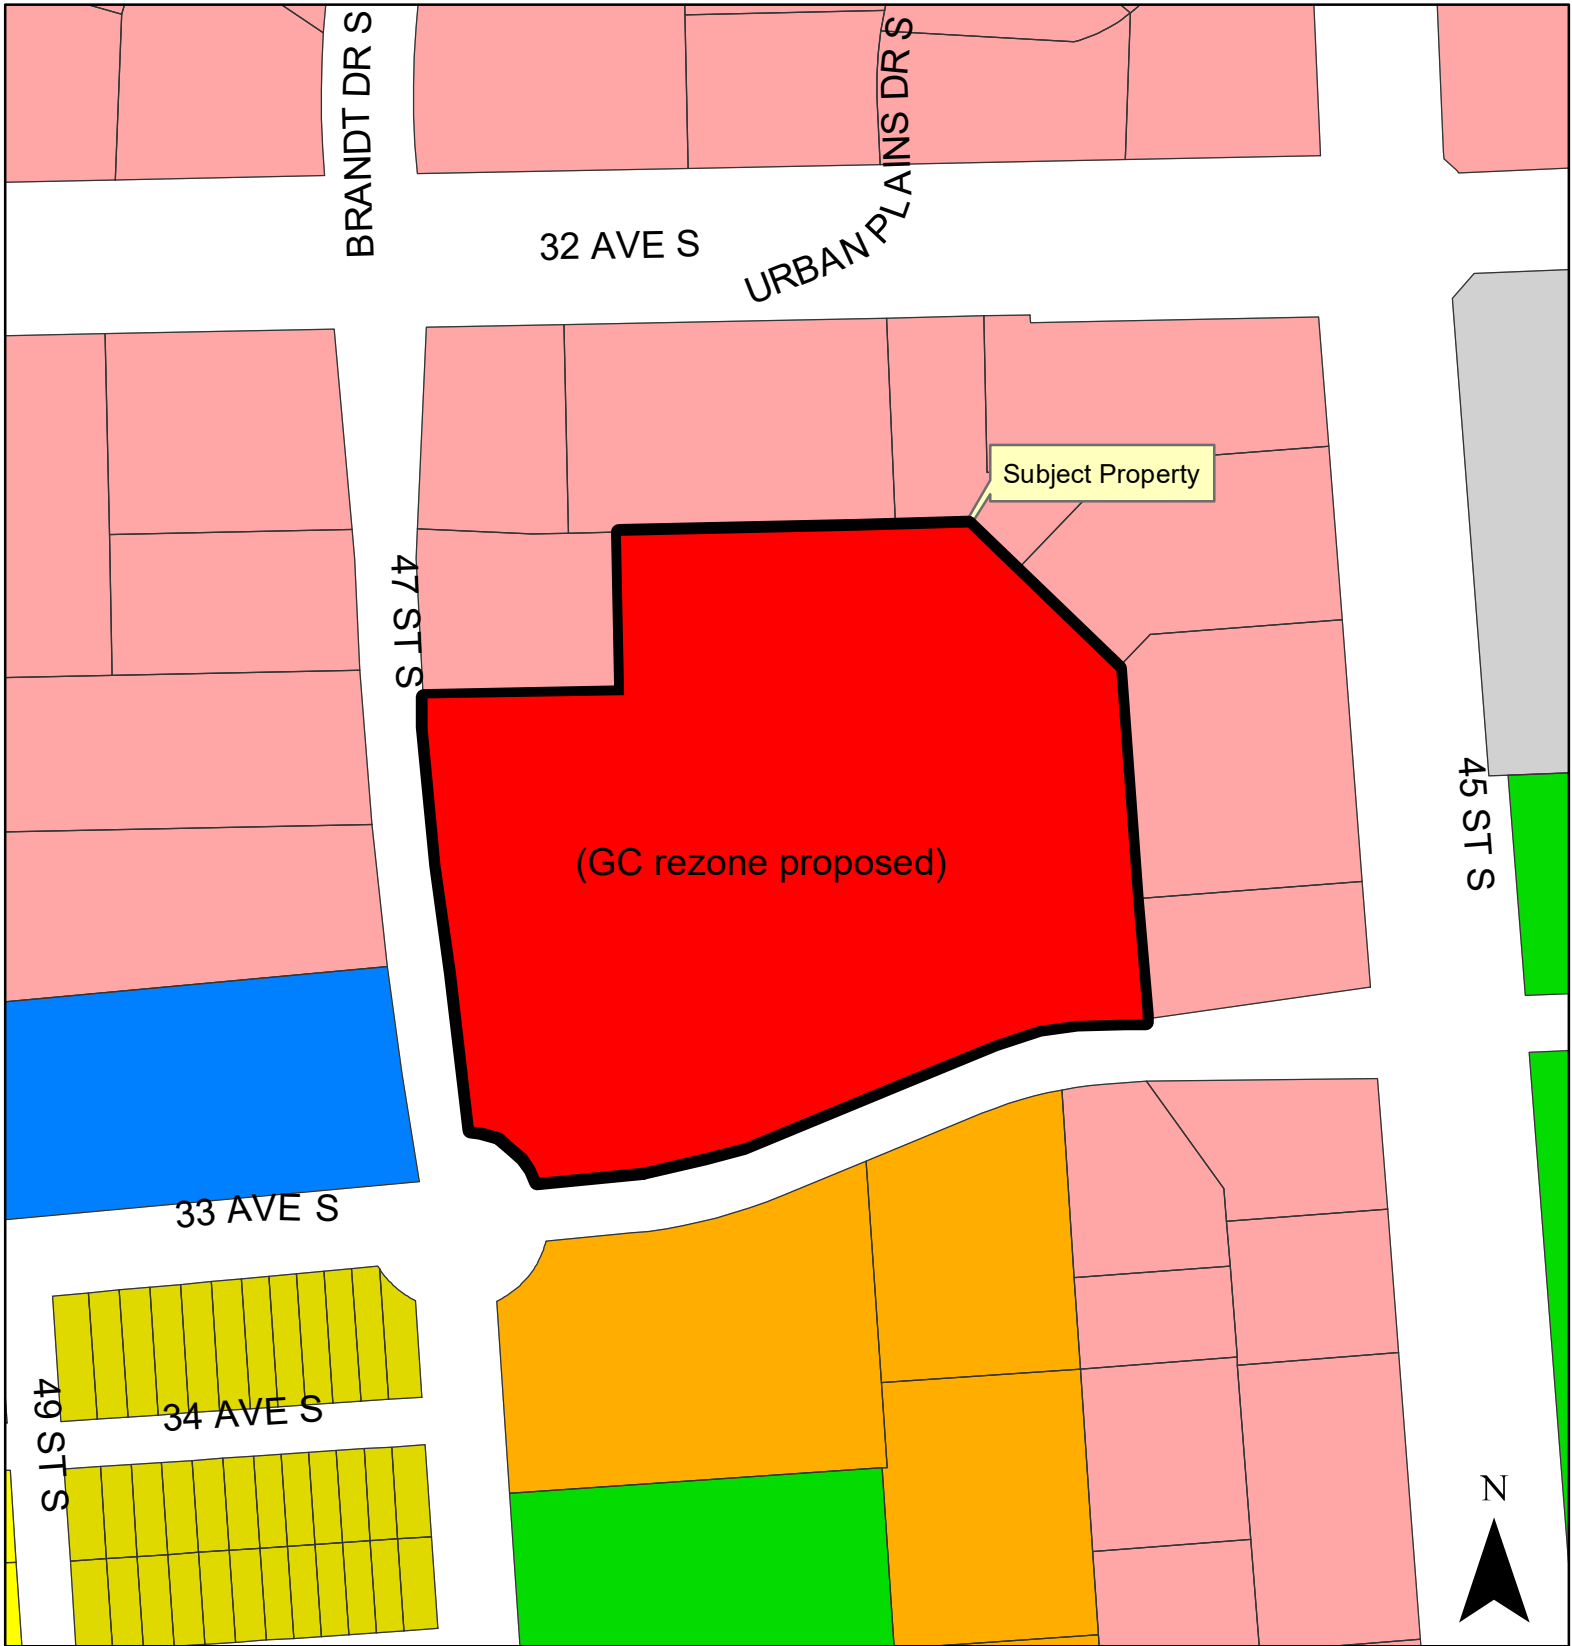 BRANDT DR S
URBAN PLAINS DR S
32 AVE S
Subject Property
47 ST S
45 ST S
(GC rezone proposed)
33 AVE S
34 AVE S
49 ST S
N